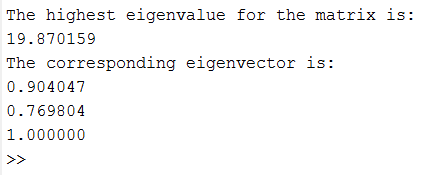 The highest eigenvalue for the matrix is:
19.870159
The corresponding eigenvector is:
0.904047
0.769804
1.000000
>>